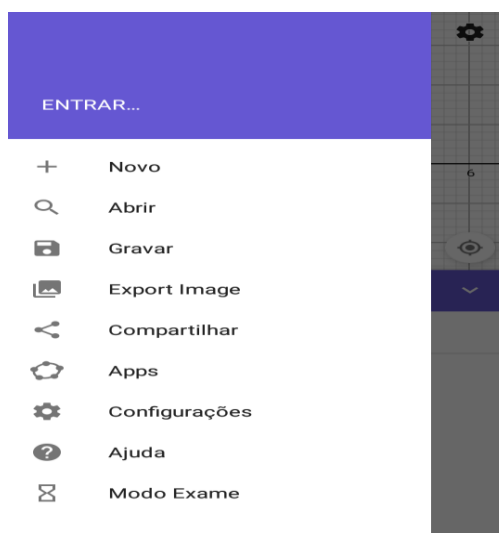 ENTRAR...
6
Novo
Abrir
Gravar
Export Image
Compartilhar
Apps
Configurações
Ajuda
Modo Exame